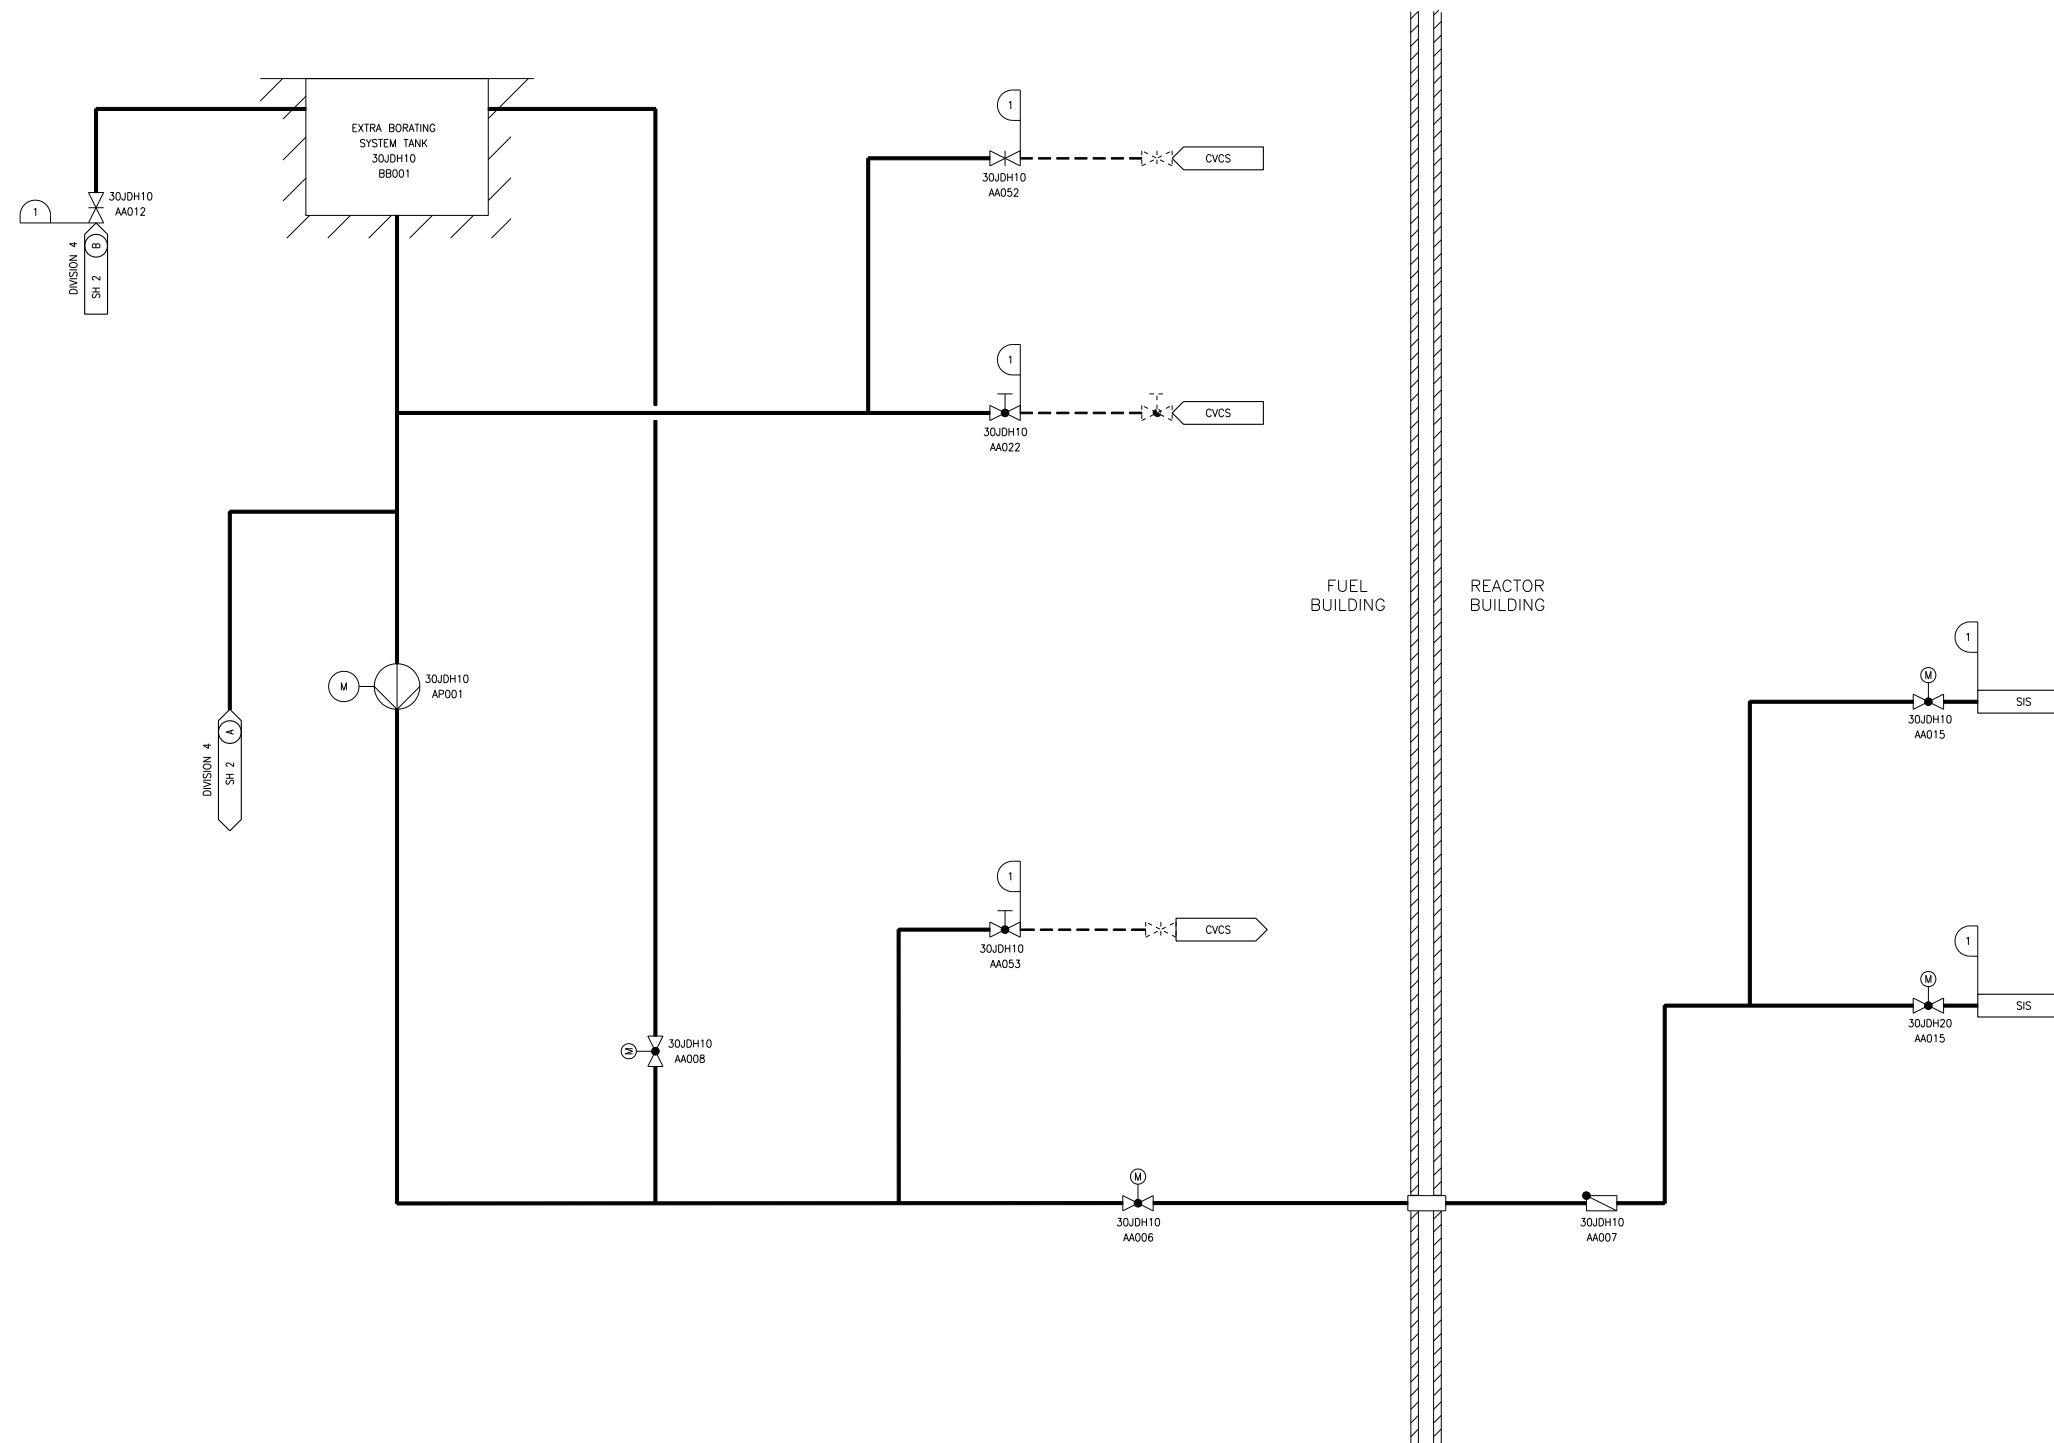 EXTRA BORATING
SYSTEM TANK
30JDH10
BB001
1
30JDH10
AA012
DIVISION 4
B
SH 2
1
CVCS
30JDH10
AA052
1
CVCS
30JDH10
AA022
FUEL
BUILDING
REACTOR
BUILDING
M
30JDH10
AP001
DIVISION 4
A
SH 2
1
M
SIS
30JDH10
AA015
1
CVCS
30JDH10
AA053
1
M
SIS
30JDH20
AA015
M
30JDH10
AA008
M
30JDH10
AA006
30JDH10
AA007